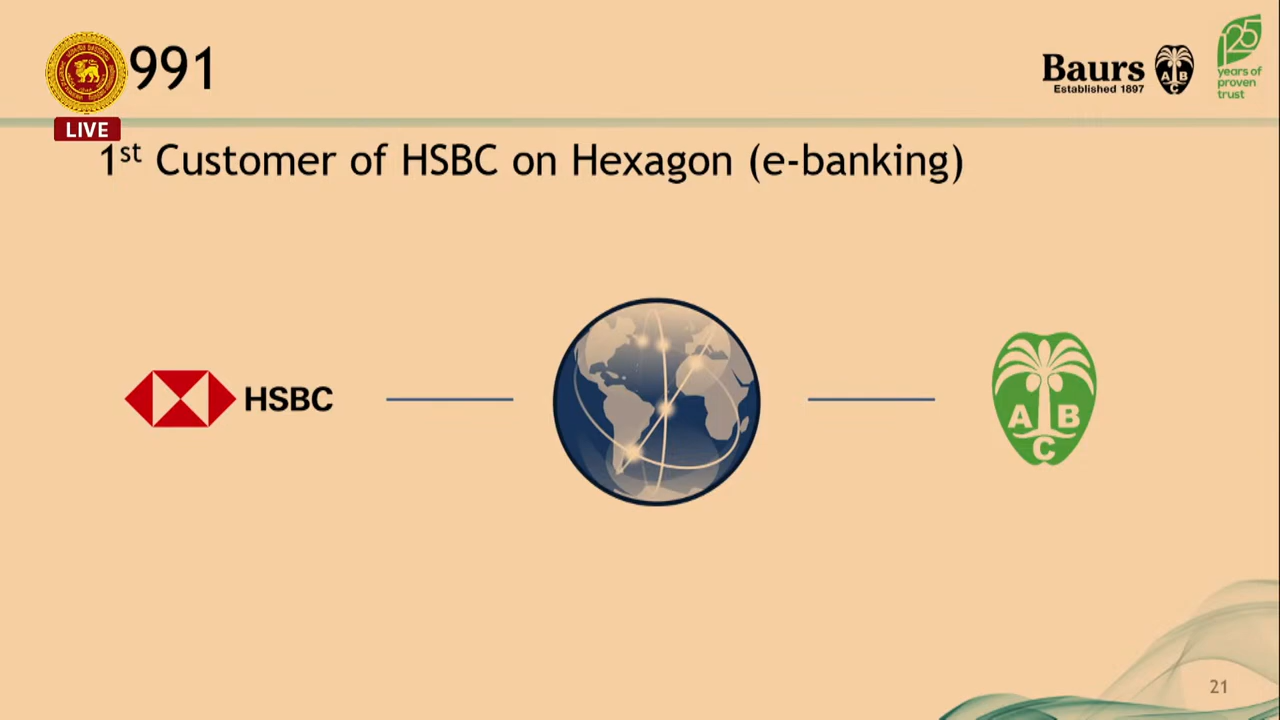 991
Baurs
Established 1897
ABC
125
years of
proven
trust
LIVE
1st Customer of HSBC on Hexagon (e-banking)
HSBC
A B
C
21